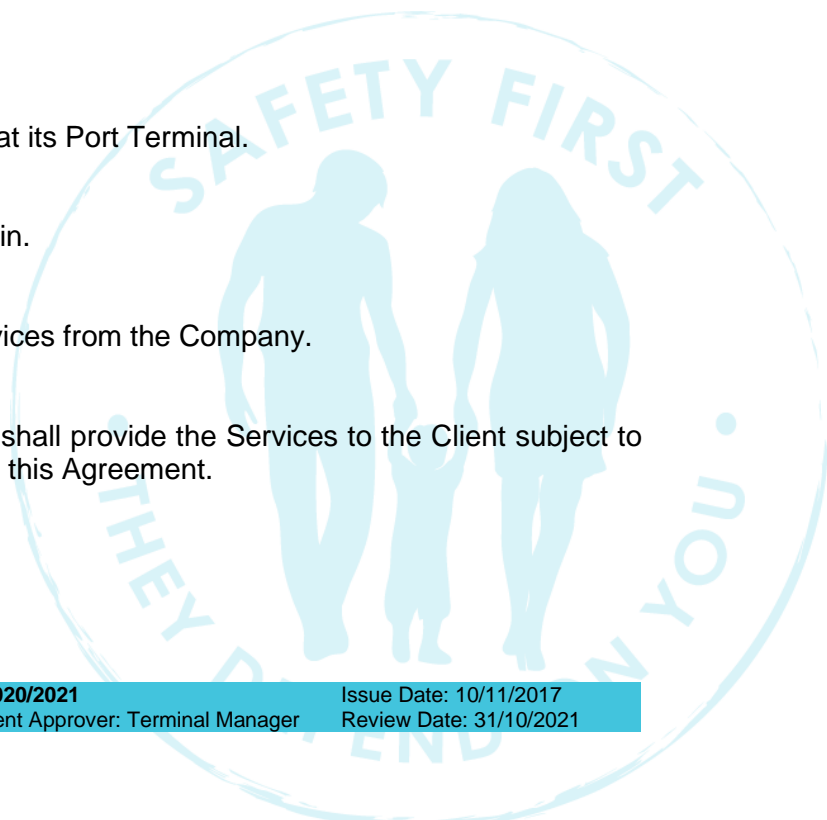 SAFETY FIRST
at its Port Terminal.
in.
vices from the Company.
shall provide the Services to the Client subject to
this Agreement.
THEY DEPEND ON YOU
020/2021 Issue Date: 10/11/2017
ent Approver: Terminal Manager Review Date: 31/10/2021